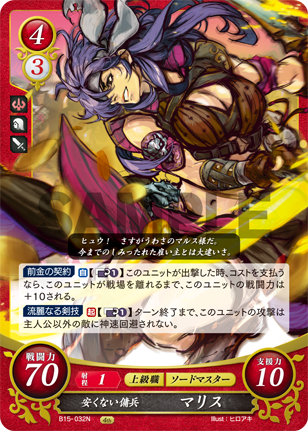 4
3
SAMPLE
ヒュウ! さすがうわさのマルス様だ。
今までのしみったれた雇い主とは大違いさ。
前金の契約 自【1】このユニットが出撃した時、コストを支払う
なら、このユニットが戦場を離れるまで、このユニットの戦闘力は
+10される。
流麗なる剣技 起【1】ターン終了まで、このユニットの攻撃は
主人公以外の敵に神速回避されない。
戦闘力
70
射程 1 上級職 ソードマスター
支援力
10
安くない傭兵 マリス
B15-032N
Illust:ヒロアキ